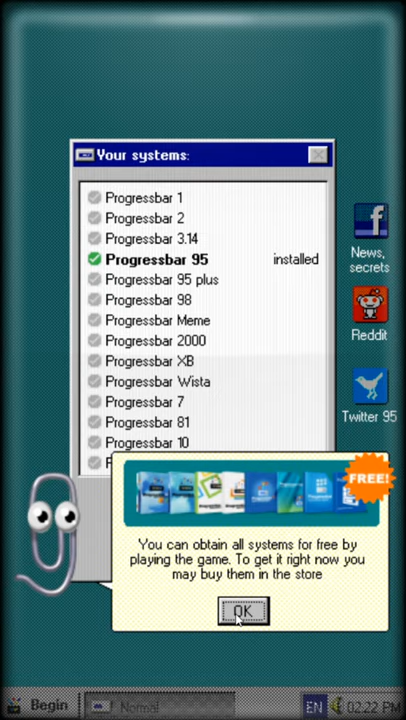 Your systems:
Progressbar 1
Progressbar 2
Progressbar 3.14
Progressbar 95 installed
Progressbar 95 plus
Progressbar 98
Progressbar Meme
Progressbar 2000
Progressbar XB
Progressbar Wista
Progressbar 7
Progressbar 81
Progressbar 10
News,
secrets
Reddit
Twitter 95
FREE!
You can obtain all systems for free by
playing the game. To get it right now you
may buy them in the store
OK
Begin
Normal
EN
02.22 PM